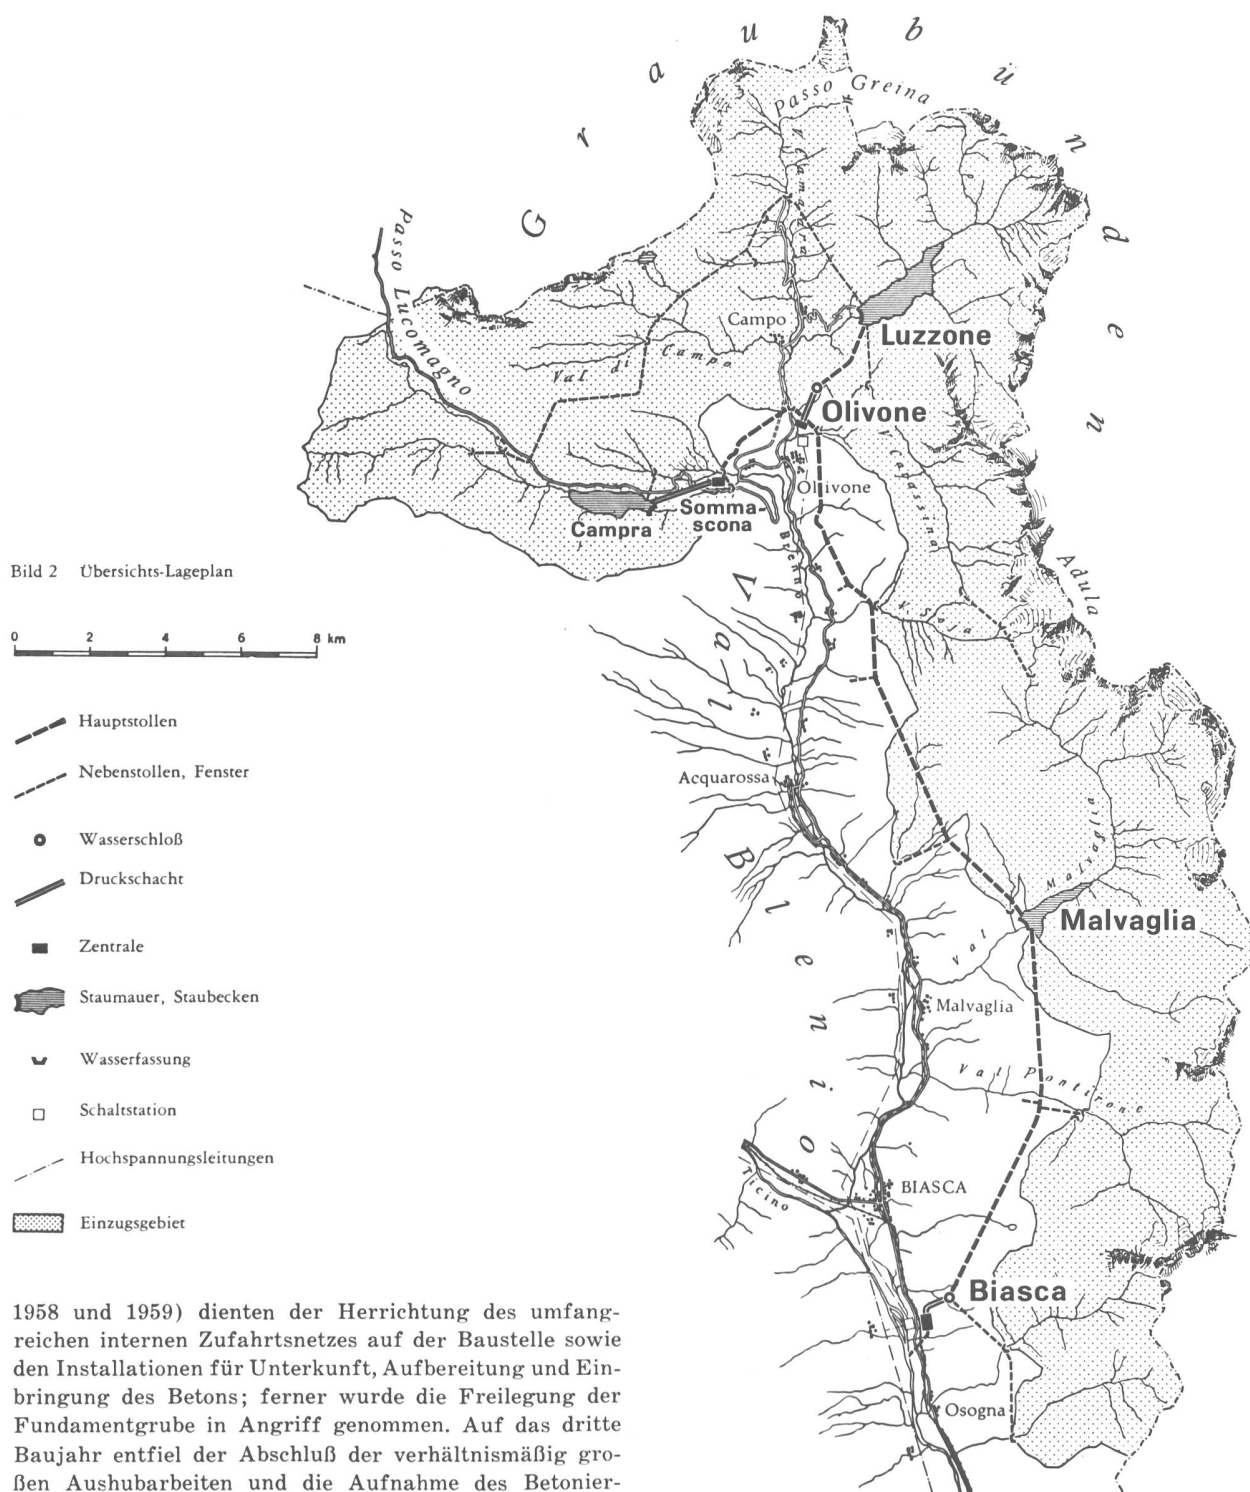 G r a u b ü n d e n
Passo Greina
V. Camadra
Passo Lucomagno
Campo
Luzzone
Val di Campo
Olivone
Olivone
V. Carassina
Somma-
scona
Campra
Brenno
Adula
V. Soja
Bild 2 Übersichts-Lageplan
0 2 4 6 8 km
Hauptstollen
Nebenstollen, Fenster
Wasserschloß
Druckschacht
Zentrale
Staumauer, Staubecken
Wasserfassung
Schaltstation
Hochspannungsleitungen
Einzugsgebiet
V a l B l e n i o
Acquarossa
Val Malvaglia
Malvaglia
Malvaglia
Val Pontirone
Ticino
BIASCA
Biasca
Osogna
1958 und 1959) dienten der Herrichtung des umfang-
reichen internen Zufahrtsnetzes auf der Baustelle sowie
den Installationen für Unterkunft, Aufbereitung und Ein-
bringung des Betons; ferner wurde die Freilegung der
Fundamentgrube in Angriff genommen. Auf das dritte
Baujahr entfiel der Abschluß der verhältnismäßig gro-
ßen Aushubarbeiten und die Aufnahme des Betonier-